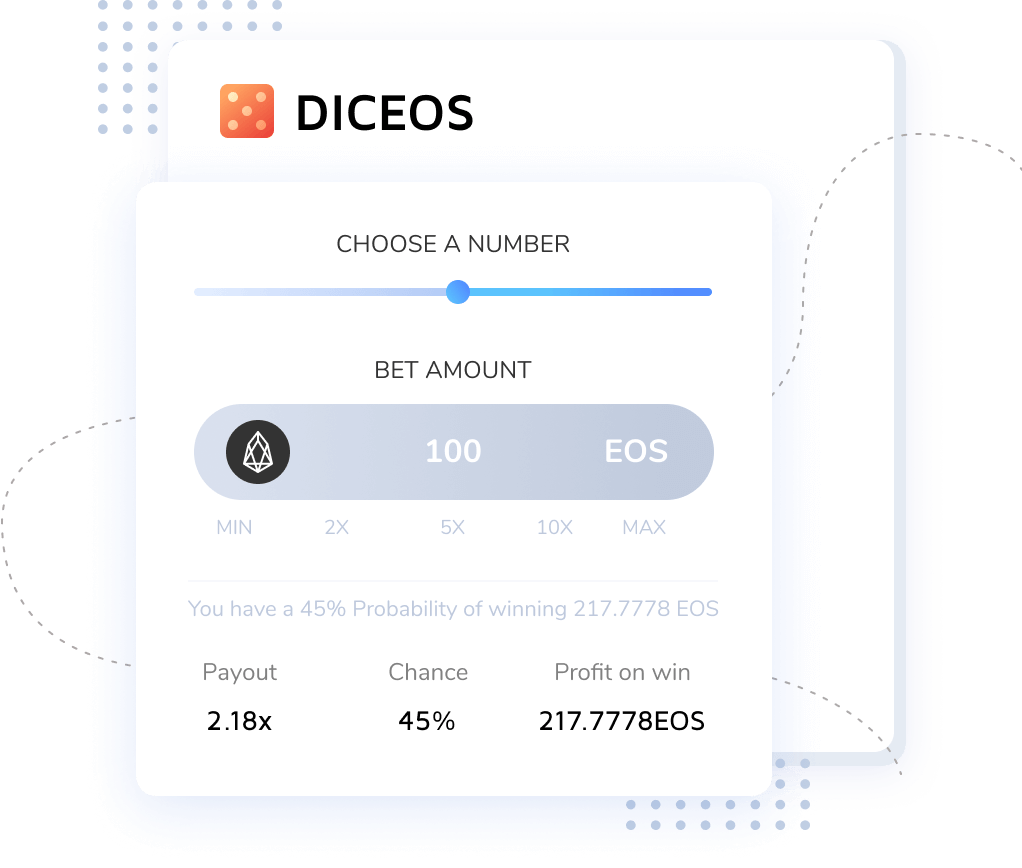 DICEOS
CHOOSE A NUMBER
BET AMOUNT
100 EOS
MIN 2X 5X 10X MAX
You have a 45% Probability of winning 217.7778 EOS
Payout Chance Profit on win
2.18x 45% 217.7778EOS